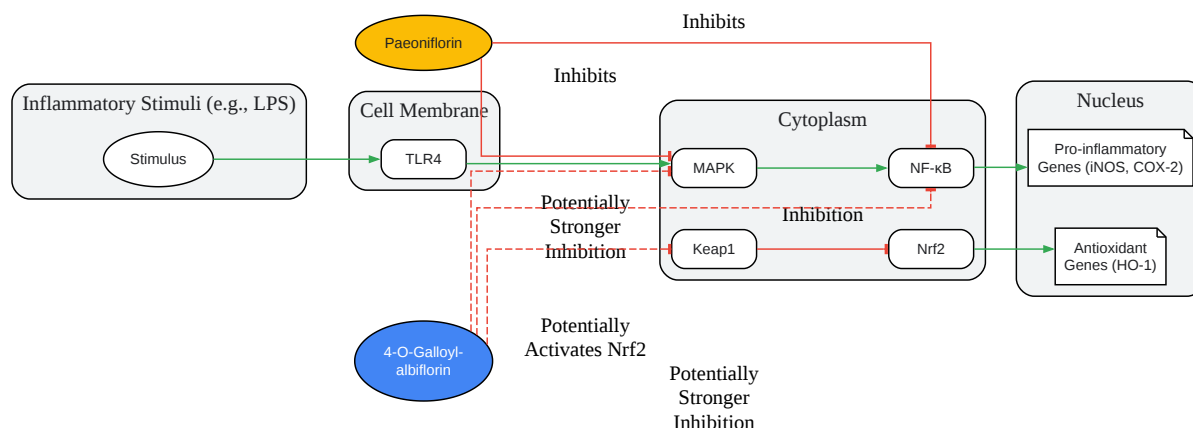 Inhibits
Paeoniflorin
Inhibits
Inflammatory Stimuli (e.g., LPS)
Cell Membrane
Cytoplasm
Nucleus
Stimulus
TLR4
MAPK
NF-κB
Pro-inflammatory
Genes (iNOS, COX-2)
Potentially
Stronger
Inhibition
Inhibition
Keap1
Nrf2
Antioxidant
Genes (HO-1)
Potentially
Activates Nrf2
4-O-Galloyl-
albiflorin
Potentially
Stronger
Inhibition